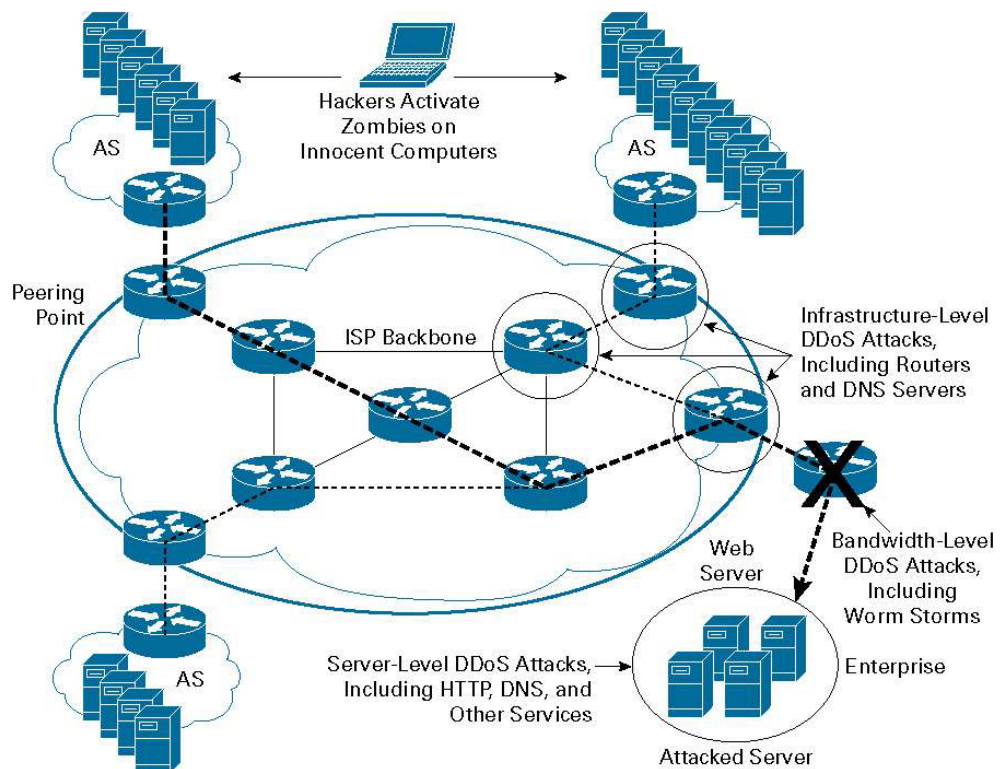 Hackers Activate
Zombies on
Innocent Computers
AS
AS
Peering
Point
ISP Backbone
Infrastructure-Level
DDoS Attacks,
Including Routers
and DNS Servers
Web
Server
Bandwidth-Level
DDoS Attacks,
Including
Worm Storms
AS
Server-Level DDoS Attacks,
Including HTTP, DNS, and
Other Services
Enterprise
Attacked Server